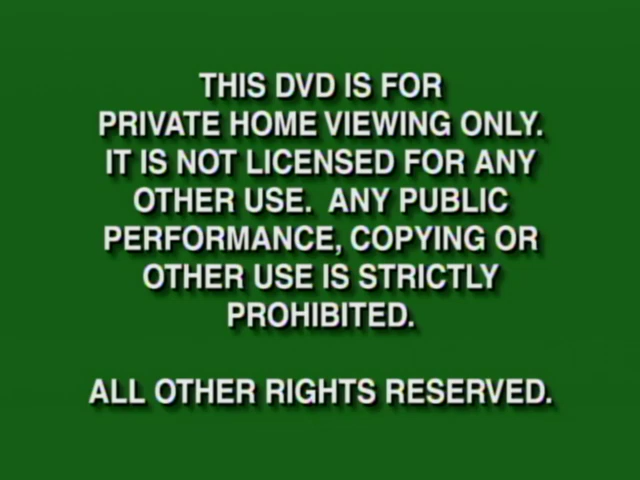 THIS DVD IS FOR
PRIVATE HOME VIEWING ONLY.
IT IS NOT LICENSED FOR ANY
OTHER USE.  ANY PUBLIC
PERFORMANCE, COPYING OR
OTHER USE IS STRICTLY
PROHIBITED.
ALL OTHER RIGHTS RESERVED.